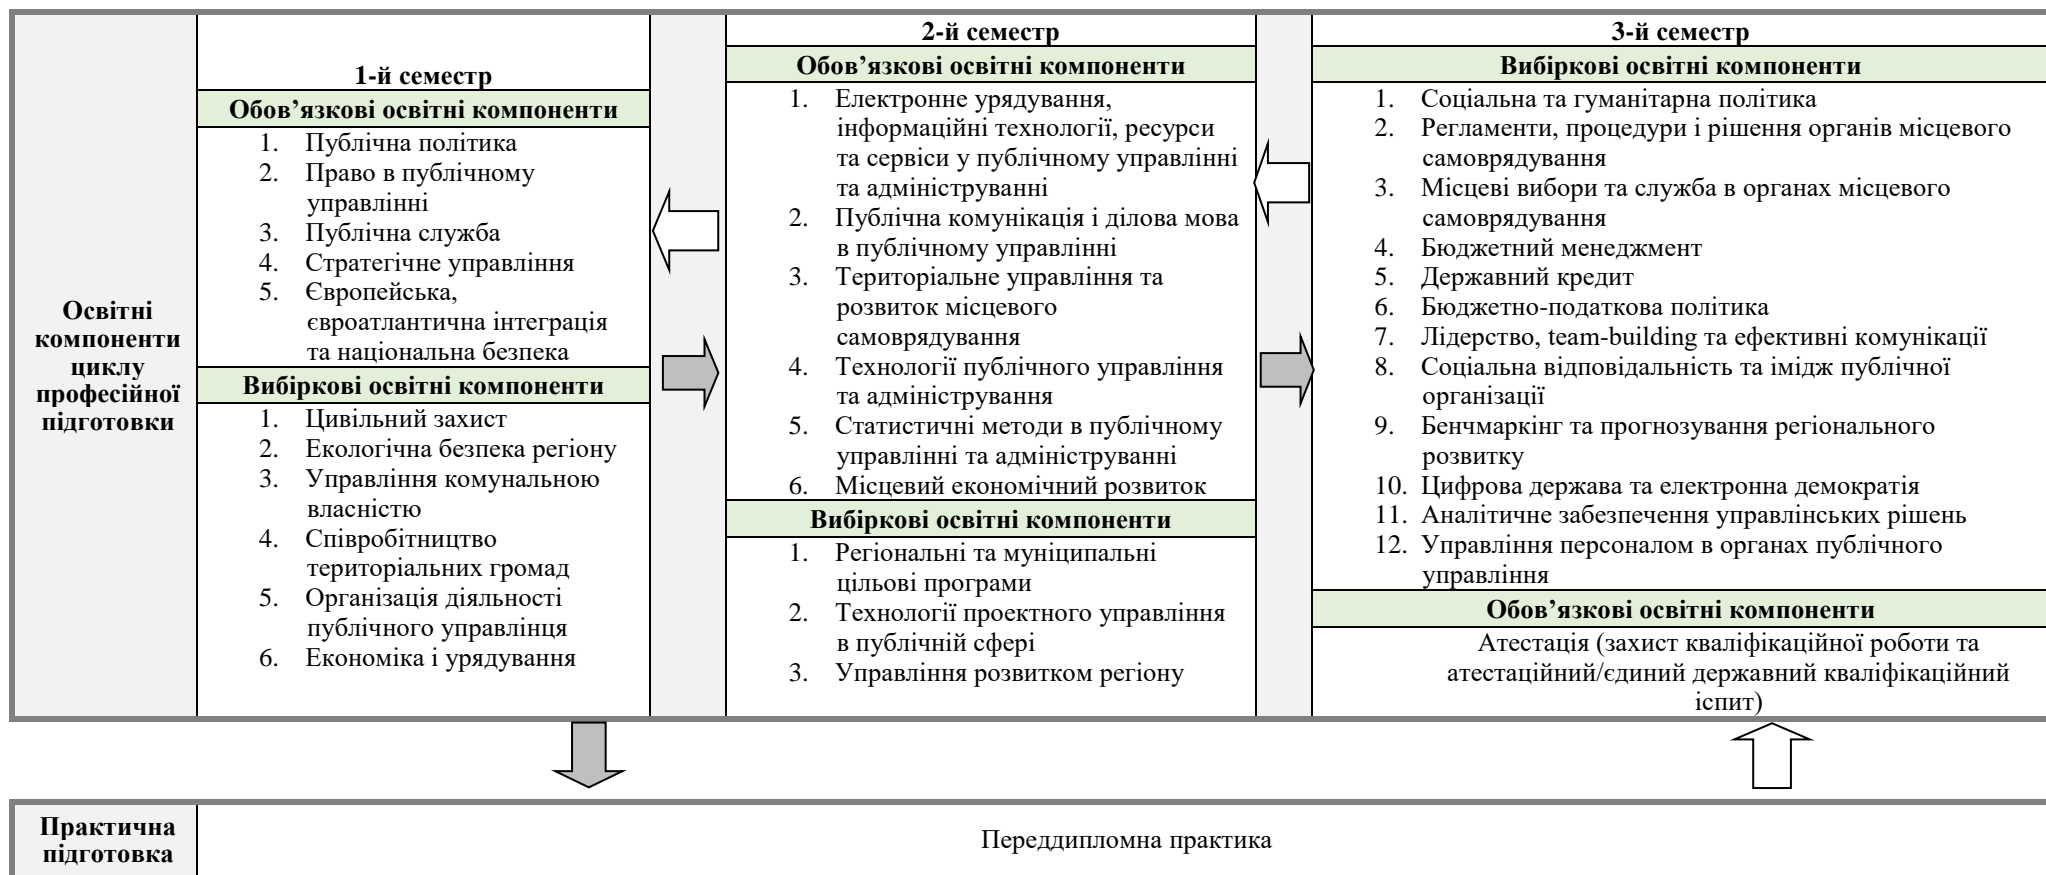 Освітні
компоненти
циклу
професійної
підготовки
1-й семестр
Обов’язкові освітні компоненти
1. Публічна політика
2. Право в публічному
управлінні
3. Публічна служба
4. Стратегічне управління
5. Європейська,
євроатлантична інтеграція
та національна безпека
Вибіркові освітні компоненти
1. Цивільний захист
2. Екологічна безпека регіону
3. Управління комунальною
власністю
4. Співробітництво
територіальних громад
5. Організація діяльності
публічного управлінця
6. Економіка і урядування
2-й семестр
Обов’язкові освітні компоненти
1. Електронне урядування,
інформаційні технології, ресурси
та сервіси у публічному управлінні
та адмініструванні
2. Публічна комунікація і ділова мова
в публічному управлінні
3. Територіальне управління та
розвиток місцевого
самоврядування
4. Технології публічного управління
та адміністрування
5. Статистичні методи в публічному
управлінні та адмініструванні
6. Місцевий економічний розвиток
Вибіркові освітні компоненти
1. Регіональні та муніципальні
цільові програми
2. Технології проектного управління
в публічній сфері
3. Управління розвитком регіону
3-й семестр
Вибіркові освітні компоненти
1. Соціальна та гуманітарна політика
2. Регламенти, процедури і рішення органів місцевого
самоврядування
3. Місцеві вибори та служба в органах місцевого
самоврядування
4. Бюджетний менеджмент
5. Державний кредит
6. Бюджетно-податкова політика
7. Лідерство, team-building та ефективні комунікації
8. Соціальна відповідальність та імідж публічної
організації
9. Бенчмаркінг та прогнозування регіонального
розвитку
10. Цифрова держава та електронна демократія
11. Аналітичне забезпечення управлінських рішень
12. Управління персоналом в органах публічного
управління
Обов’язкові освітні компоненти
Атестація (захист кваліфікаційної роботи та
атестаційний/єдиний державний кваліфікаційний
іспит)
Практична
підготовка
Переддипломна практика